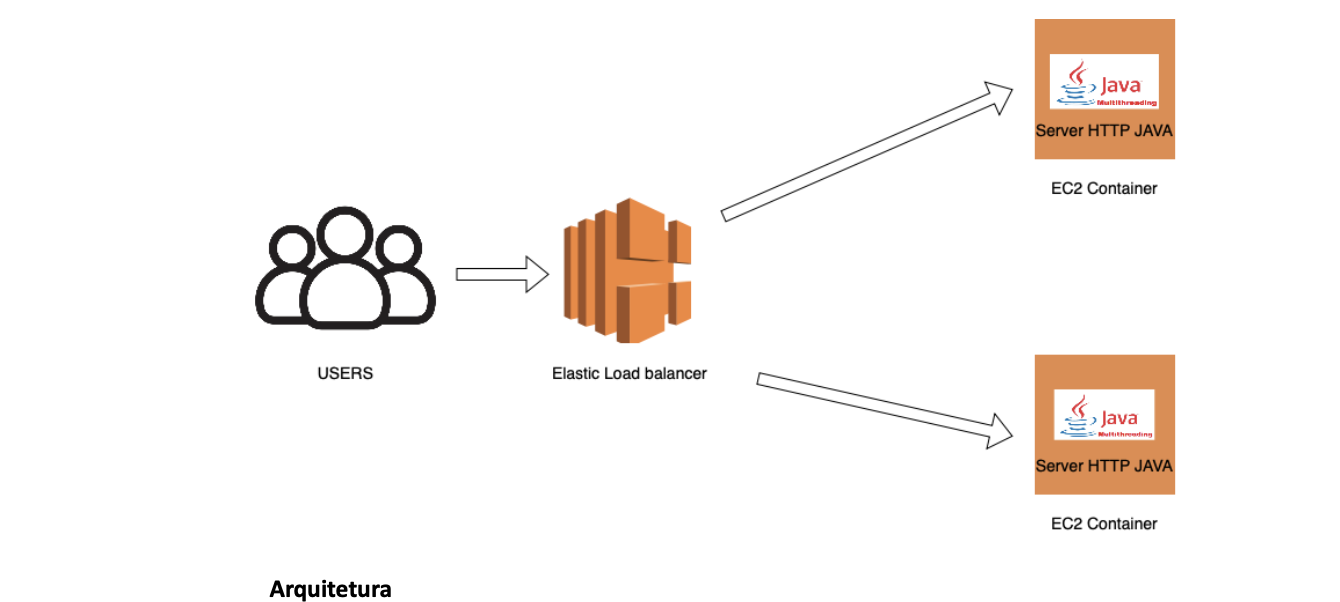 Java
Multithreading
Server HTTP JAVA
EC2 Container
USERS
Elastic Load balancer
Java
Multithreading
Server HTTP JAVA
EC2 Container
Arquitetura